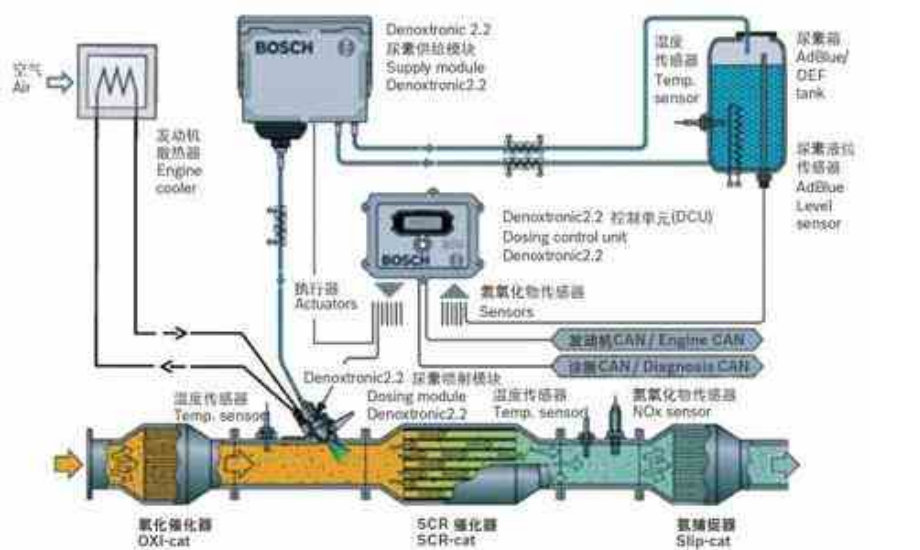 空气
Air
发动机
散热器
Engine
cooler
BOSCH
Denoxtronic 2.2
尿素供给模块
Supply module
Denoxtronic2.2
温度
传感器
Temp.
sensor
尿素箱
AdBlue/
DEF
tank
尿素液位
传感器
AdBlue
Level
sensor
BOSCH
Denoxtronic2.2 控制单元(DCU)
Dosing control unit
Denoxtronic2.2
执行器
Actuators
氮氧化物传感器
Sensors
发动机CAN / Engine CAN
诊断CAN / Diagnosis CAN
Denoxtronic2.2 尿素喷射模块
Dosing module
Denoxtronic2.2
温度传感器
Temp. sensor
温度传感器
Temp. sensor
氮氧化物传感器
NOx sensor
氧化催化器
OXI-cat
SCR 催化器
SCR-cat
氨捕捉器
Slip-cat